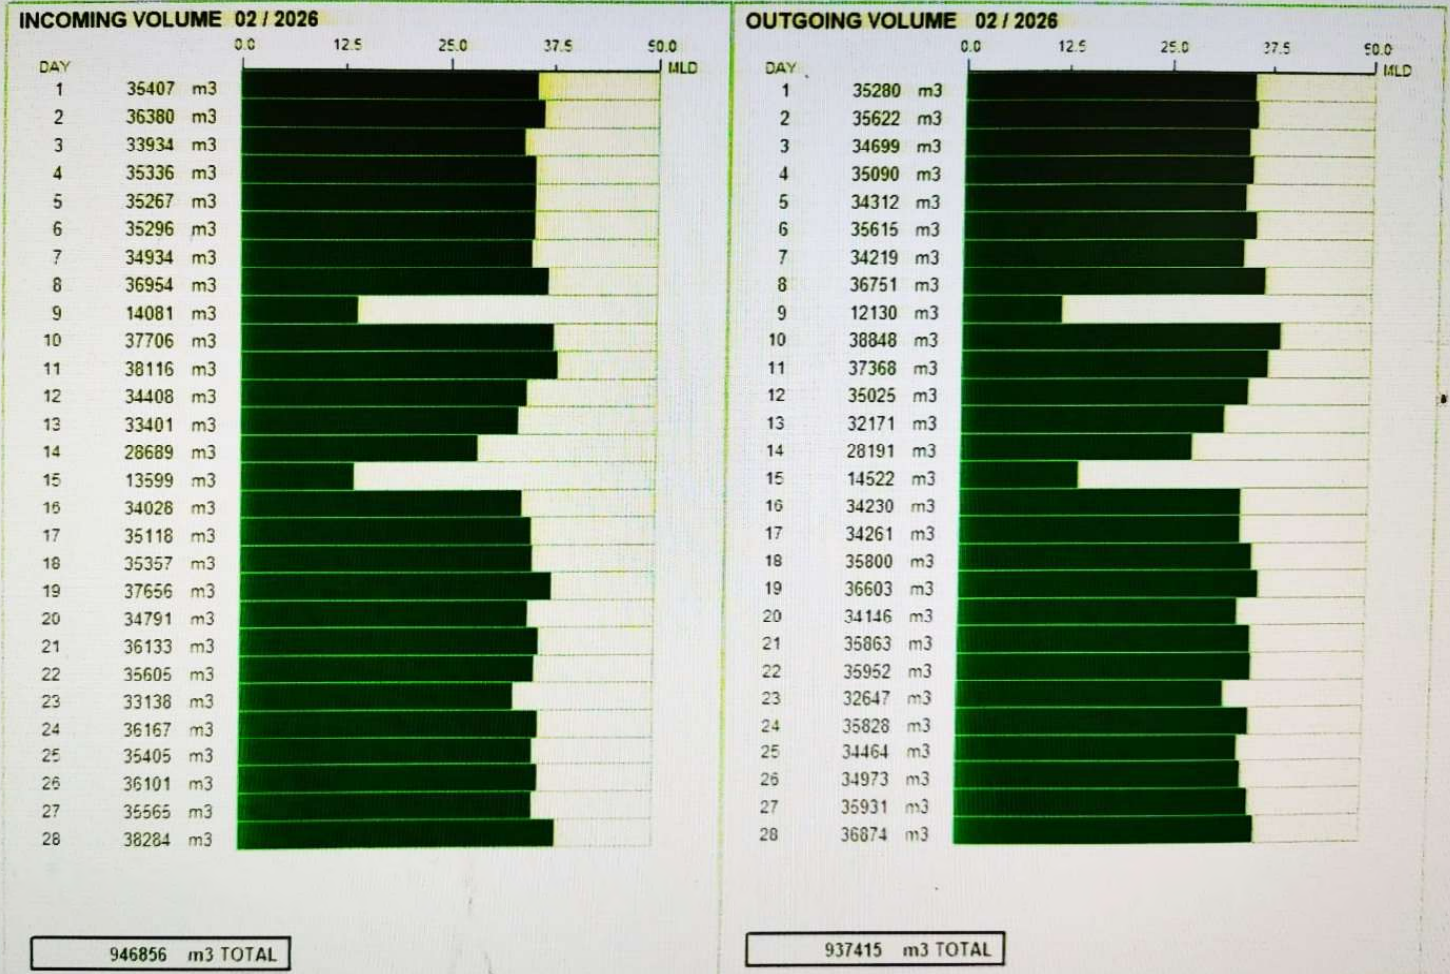 INCOMING VOLUME 02 / 2026
0.0 12.5 25.0 37.5 50.0
DAY MLD
1 35407 m3
2 36380 m3
3 33934 m3
4 35336 m3
5 35267 m3
6 35296 m3
7 34934 m3
8 36954 m3
9 14081 m3
10 37706 m3
11 38116 m3
12 34408 m3
13 33401 m3
14 28689 m3
15 13599 m3
16 34028 m3
17 35118 m3
18 35357 m3
19 37656 m3
20 34791 m3
21 36133 m3
22 35605 m3
23 33138 m3
24 36167 m3
25 35405 m3
26 36101 m3
27 35565 m3
28 38284 m3
946856 m3 TOTAL
OUTGOING VOLUME 02 / 2026
0.0 12.5 25.0 37.5 50.0
DAY MLD
1 35280 m3
2 35622 m3
3 34699 m3
4 35090 m3
5 34312 m3
6 35615 m3
7 34219 m3
8 36751 m3
9 12130 m3
10 38848 m3
11 37368 m3
12 35025 m3
13 32171 m3
14 28191 m3
15 14522 m3
16 34230 m3
17 34261 m3
18 35800 m3
19 36603 m3
20 34146 m3
21 35863 m3
22 35952 m3
23 32647 m3
24 35828 m3
25 34464 m3
26 34973 m3
27 35931 m3
28 36874 m3
937415 m3 TOTAL